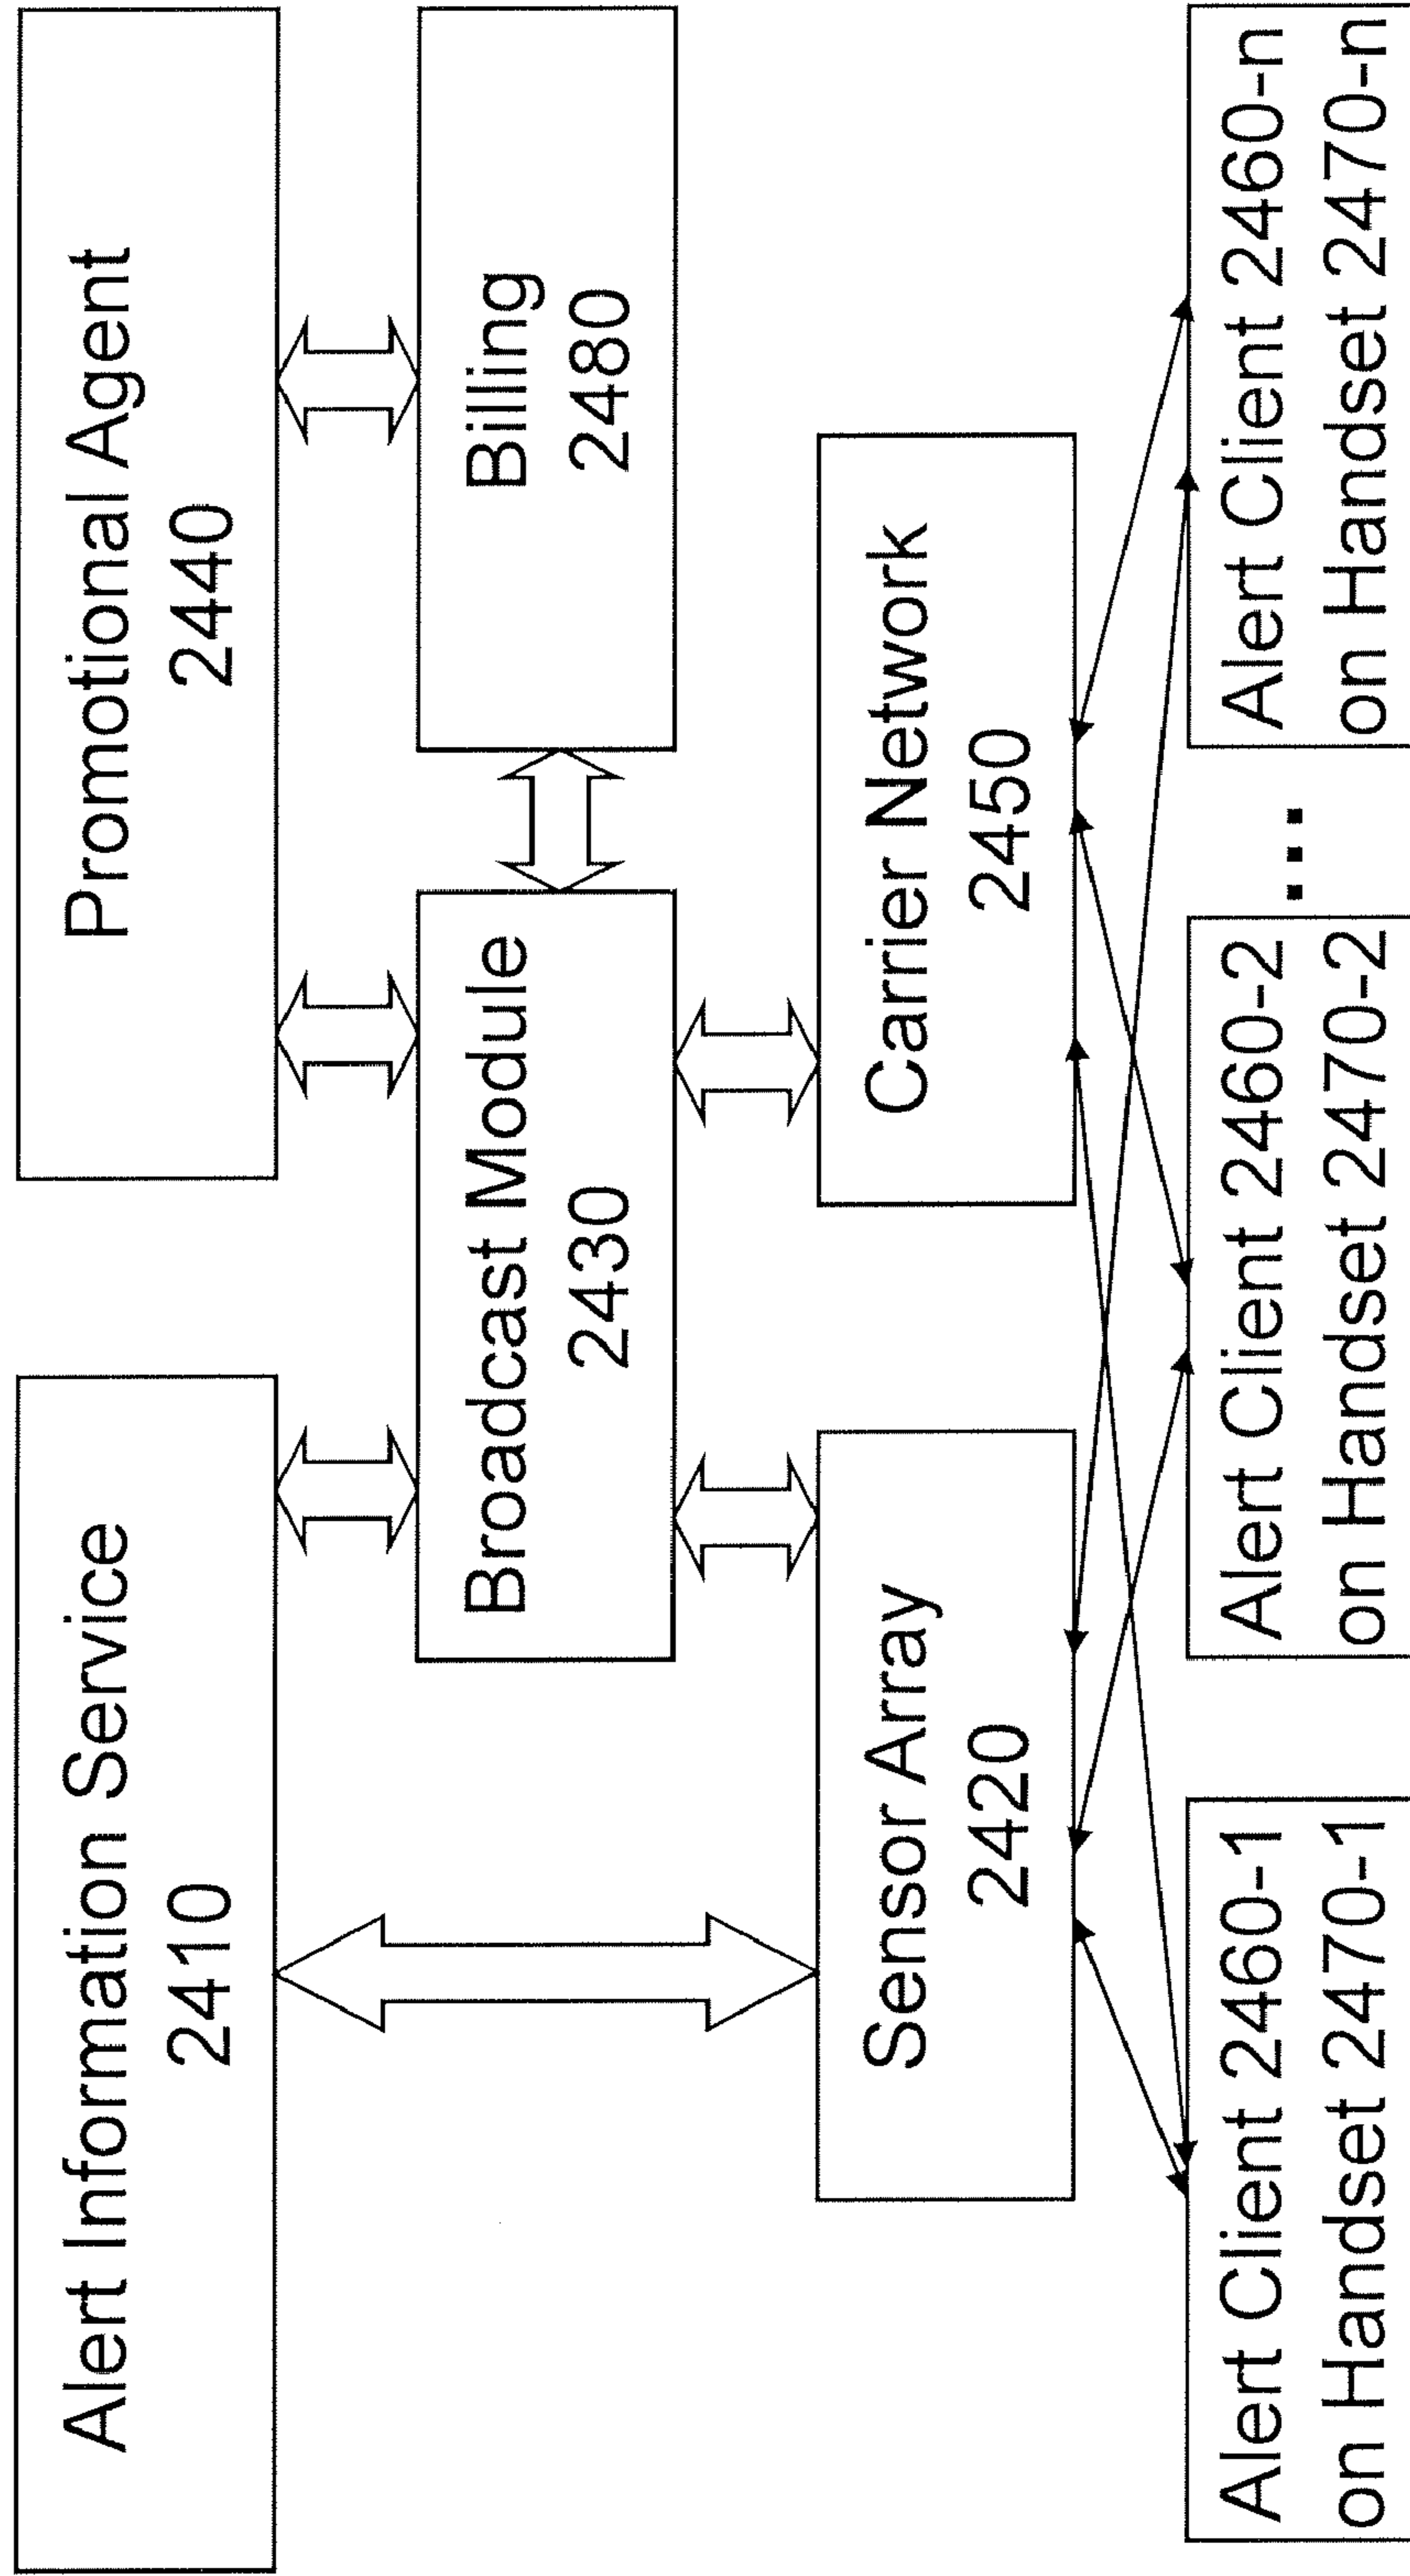 Alert Information Service
2410
Promotional Agent
2440
Broadcast Module
2430
Billing
2480
Sensor Array
2420
Carrier Network
2450
Alert Client 2460-1
on Handset 2470-1
Alert Client 2460-2
on Handset 2470-2
...
Alert Client 2460-n
on Handset 2470-n